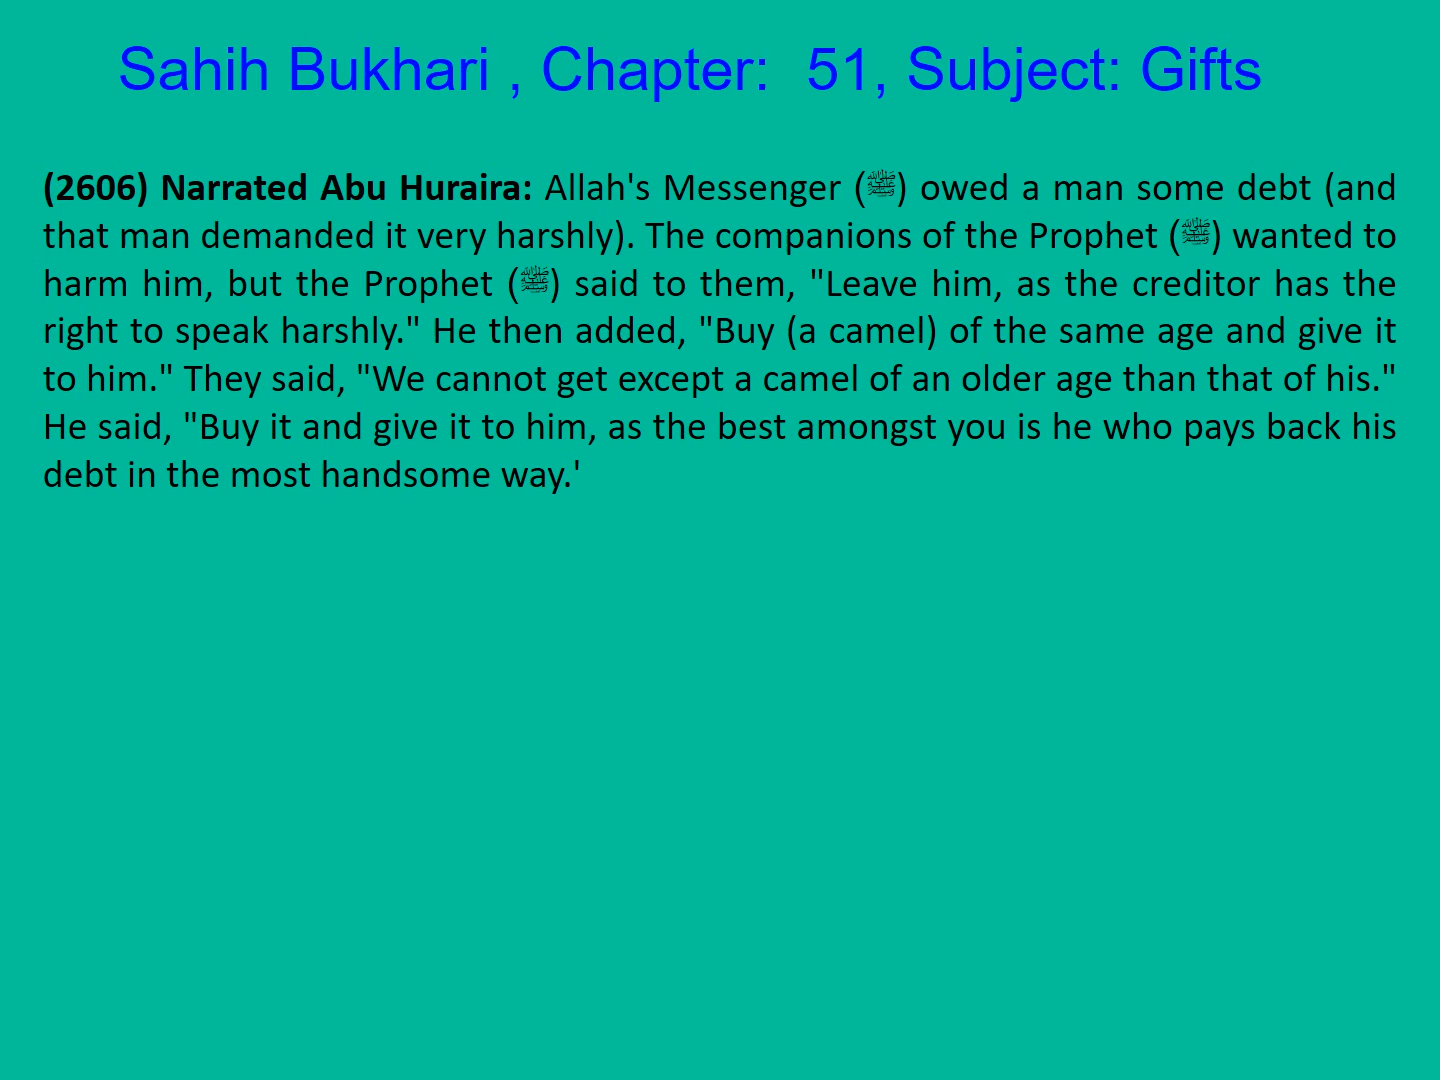 Sahih Bukhari , Chapter:  51, Subject: Gifts
(2606) Narrated Abu Huraira: Allah's Messenger (ﷺ) owed a man some debt (and
that man demanded it very harshly). The companions of the Prophet (ﷺ) wanted to
harm him, but the Prophet (ﷺ) said to them, "Leave him, as the creditor has the
right to speak harshly." He then added, "Buy (a camel) of the same age and give it
to him." They said, "We cannot get except a camel of an older age than that of his."
He said, "Buy it and give it to him, as the best amongst you is he who pays back his
debt in the most handsome way.'